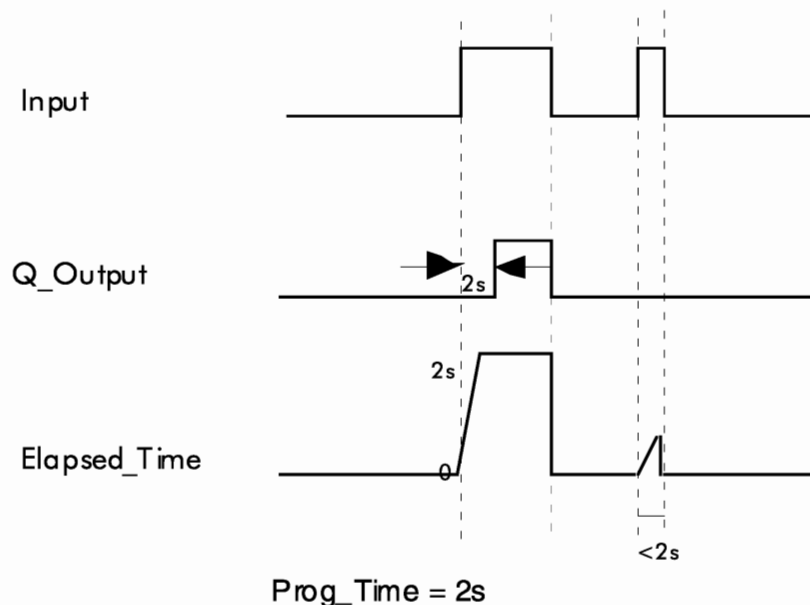 Input
Q_Output
2s
2s
Elapsed_Time
0
<2s
Prog_Time = 2s